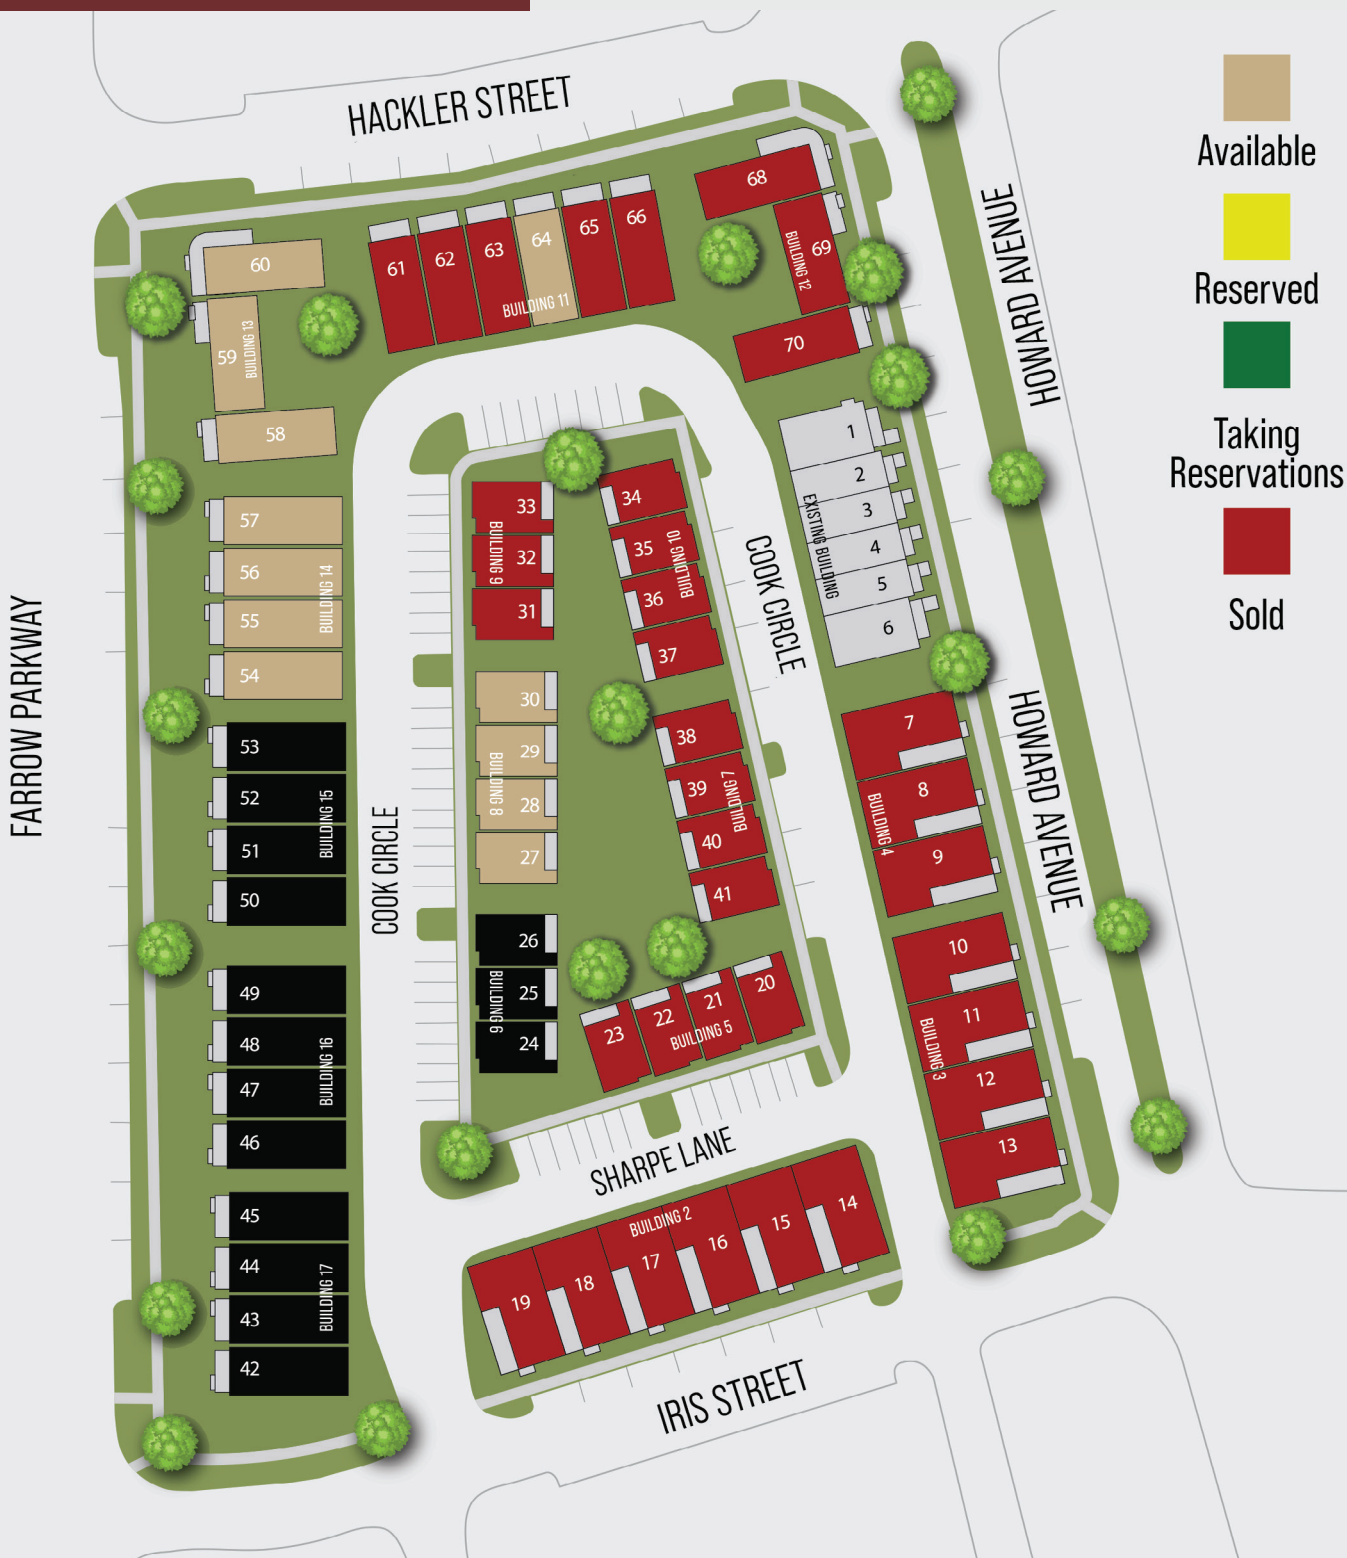 HACKLER STREET
Available
Reserved
Taking
Reservations
Sold
HOWARD AVENUE
68
69
BUILDING 12
70
61
62
63
64
65
66
BUILDING 11
60
59
BUILDING 13
58
57
56
55
54
BUILDING 14
53
52
51
50
BUILDING 15
49
48
47
46
BUILDING 16
45
44
43
42
BUILDING 17
FARROW PARKWAY
COOK CIRCLE
33
32
31
BUILDING 9
30
29
28
27
BUILDING 8
26
25
24
BUILDING 6
34
35
36
37
BUILDING 10
38
39
40
41
BUILDING 7
23
22
21
20
BUILDING 5
COOK CIRCLE
1
2
3
4
5
6
EXISTING BUILDING
7
8
9
BUILDING 4
10
11
12
13
BUILDING 3
HOWARD AVENUE
SHARPE LANE
BUILDING 2
19
18
17
16
15
14
IRIS STREET